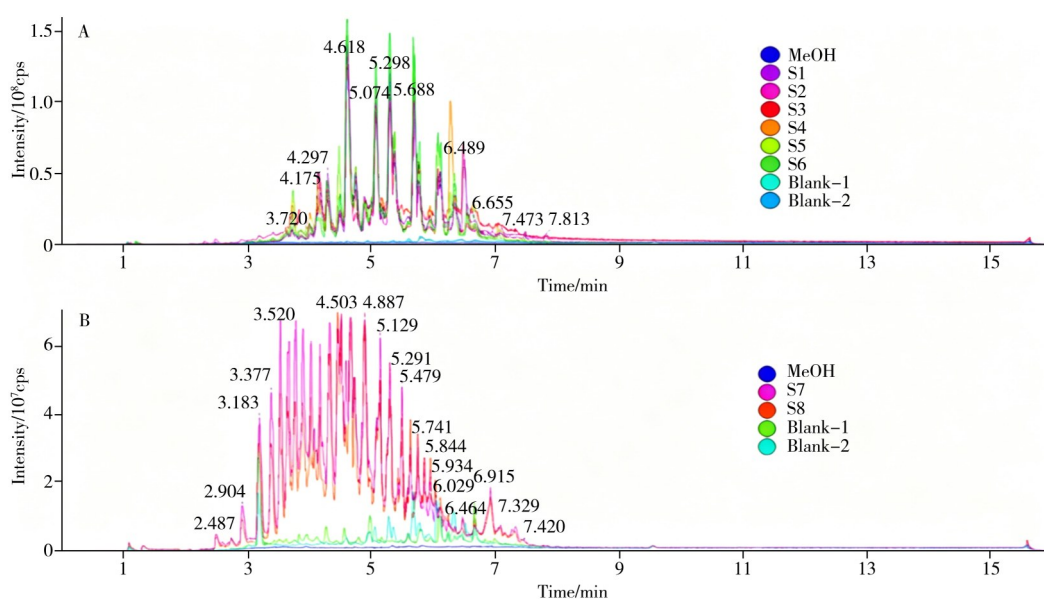 A
1.5
1.0
0.5
0
Intensity/10⁸cps
4.618
5.298
5.074
5.688
4.297
4.175
3.720
6.489
6.655
7.473
7.813
MeOH
S1
S2
S3
S4
S5
S6
Blank-1
Blank-2
1 3 5 7 9 11 13 15
Time/min
B
6
4
2
0
Intensity/10⁷cps
4.503 4.887
3.520
5.129
5.291
3.377
5.479
3.183
5.741
5.844
5.934
6.915
2.904
6.029
6.464
7.329
2.487
7.420
MeOH
S7
S8
Blank-1
Blank-2
1 3 5 7 9 11 13 15
Time/min